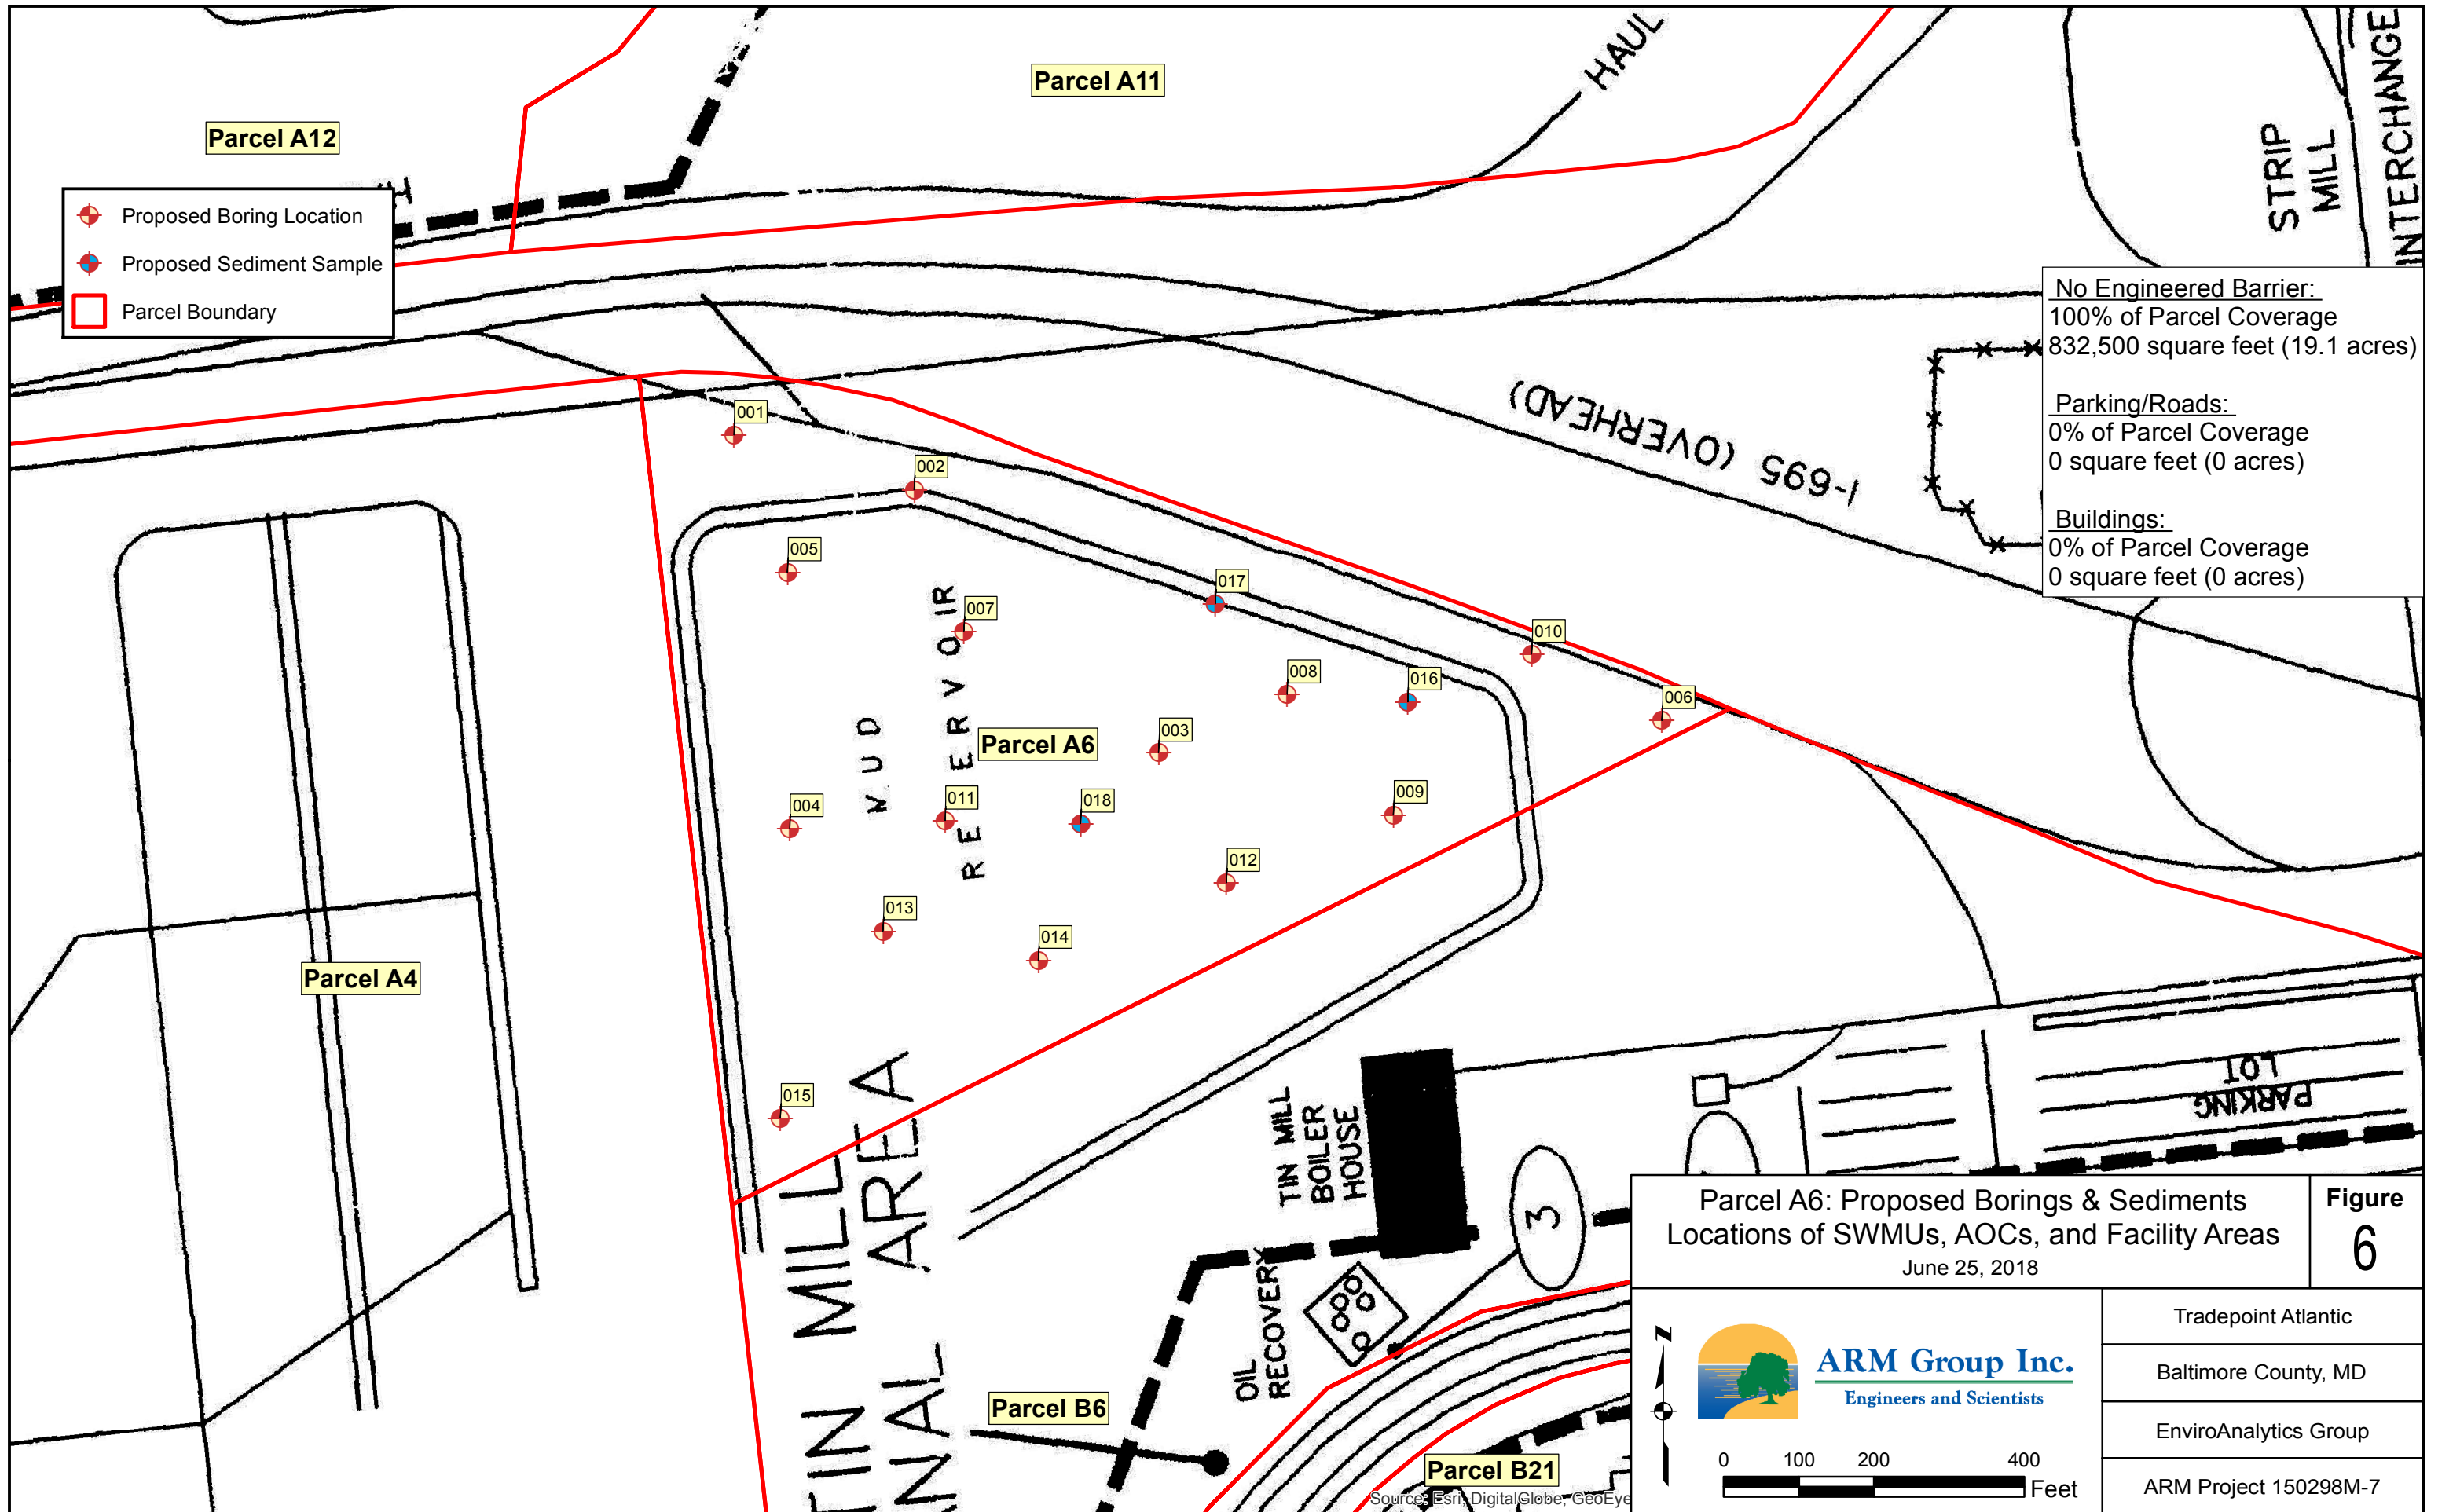 Parcel A11
HAUL
Parcel A12
STRIP
MILL
INTERCHANGE
Proposed Boring Location
Proposed Sediment Sample
Parcel Boundary
No Engineered Barrier:
100% of Parcel Coverage
832,500 square feet (19.1 acres)
Parking/Roads:
0% of Parcel Coverage
0 square feet (0 acres)
Buildings:
0% of Parcel Coverage
0 square feet (0 acres)
I-695 (OVERHEAD)
001
002
005
017
007
010
008
016
006
003
Parcel A6
004
011
018
009
012
013
014
015
MUD
RESERVOIR
Parcel A4
TIN MILL
CANAL AREA
TIN MILL
BOILER
HOUSE
PARKING
LOT
3
OIL
RECOVERY
Parcel B6
Parcel B21
Source: Esri, DigitalGlobe, GeoEye
Parcel A6: Proposed Borings & Sediments
Locations of SWMUs, AOCs, and Facility Areas
June 25, 2018
Figure
6
Z
ARM Group Inc.
Engineers and Scientists
0 100 200 400
Feet
Tradepoint Atlantic
Baltimore County, MD
EnviroAnalytics Group
ARM Project 150298M-7